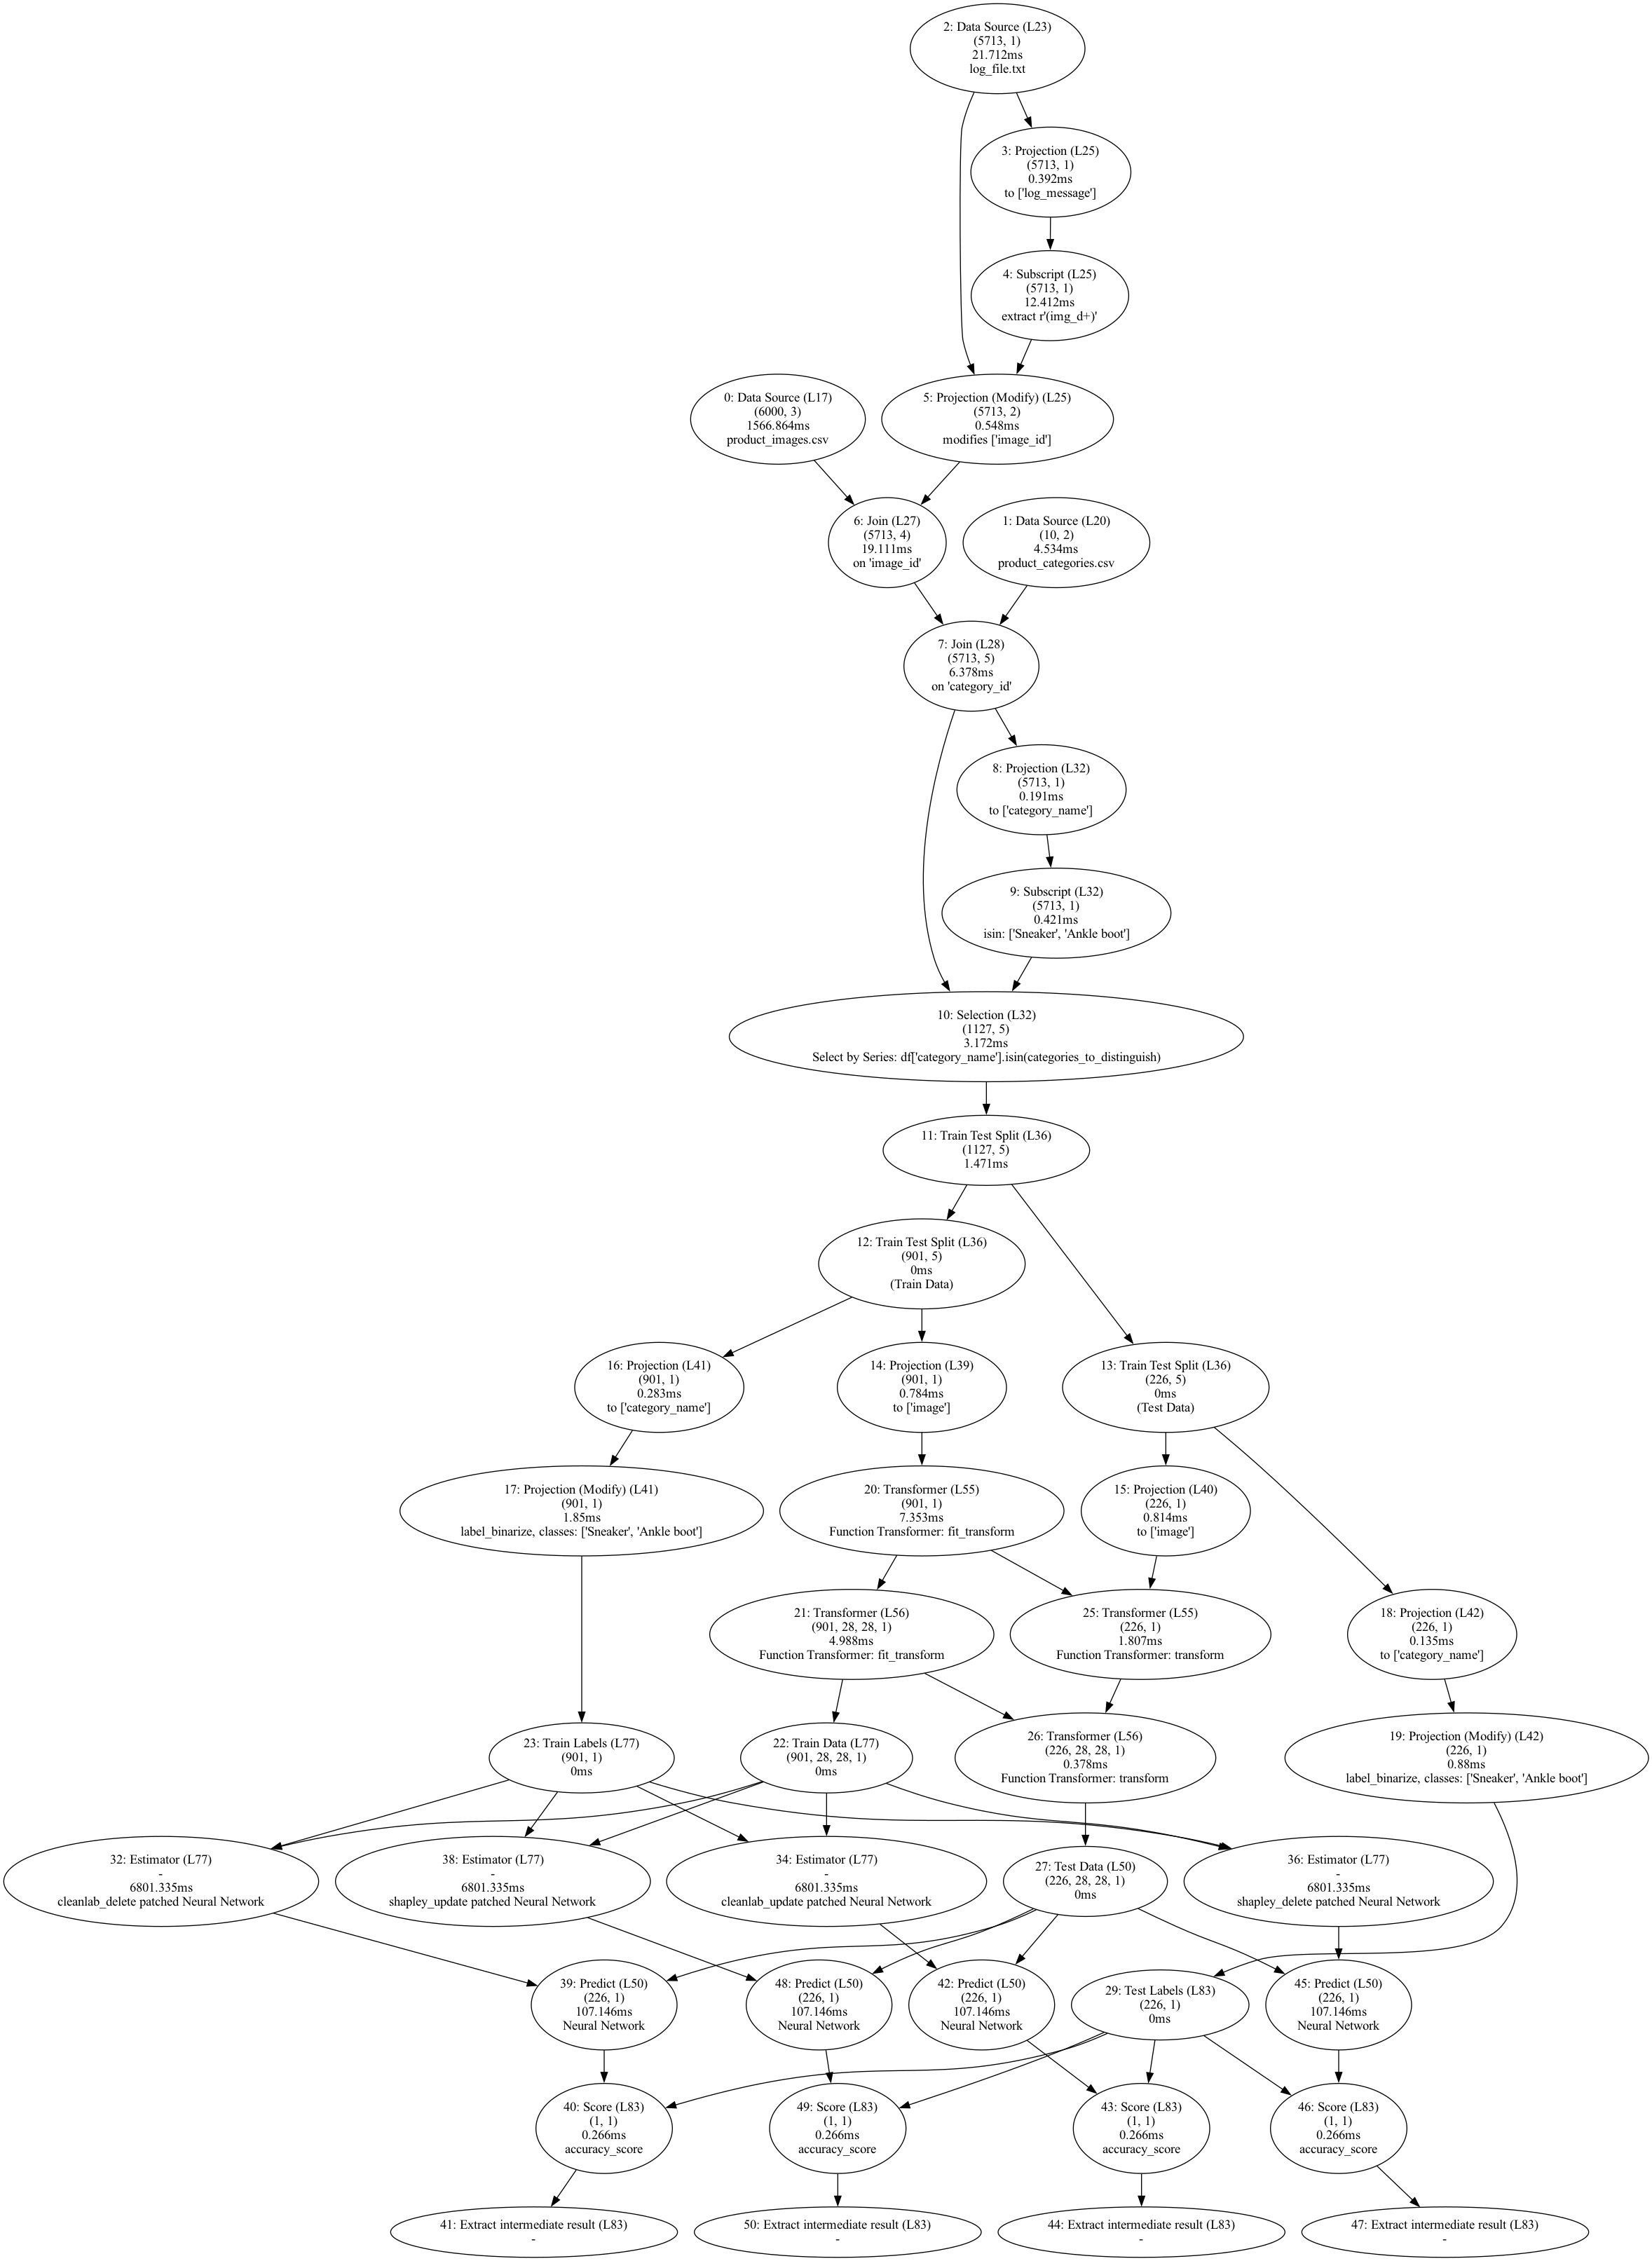 2: Data Source (L23)
(5713, 1)
21.712ms
log_file.txt
3: Projection (L25)
(5713, 1)
0.392ms
to ['log_message']
4: Subscript (L25)
(5713, 1)
12.412ms
extract r'(img_d+)'
0: Data Source (L17)
(6000, 3)
1566.864ms
product_images.csv
5: Projection (Modify) (L25)
(5713, 2)
0.548ms
modifies ['image_id']
6: Join (L27)
(5713, 4)
19.111ms
on 'image_id'
1: Data Source (L20)
(10, 2)
4.534ms
product_categories.csv
7: Join (L28)
(5713, 5)
6.378ms
on 'category_id'
8: Projection (L32)
(5713, 1)
0.191ms
to ['category_name']
9: Subscript (L32)
(5713, 1)
0.421ms
isin: ['Sneaker', 'Ankle boot']
10: Selection (L32)
(1127, 5)
3.172ms
Select by Series: df['category_name'].isin(categories_to_distinguish)
11: Train Test Split (L36)
(1127, 5)
1.471ms
12: Train Test Split (L36)
(901, 5)
0ms
(Train Data)
16: Projection (L41)
(901, 1)
0.283ms
to ['category_name']
14: Projection (L39)
(901, 1)
0.784ms
to ['image']
13: Train Test Split (L36)
(226, 5)
0ms
(Test Data)
17: Projection (Modify) (L41)
(901, 1)
1.85ms
label_binarize, classes: ['Sneaker', 'Ankle boot']
20: Transformer (L55)
(901, 1)
7.353ms
Function Transformer: fit_transform
15: Projection (L40)
(226, 1)
0.814ms
to ['image']
21: Transformer (L56)
(901, 28, 28, 1)
4.988ms
Function Transformer: fit_transform
25: Transformer (L55)
(226, 1)
1.807ms
Function Transformer: transform
18: Projection (L42)
(226, 1)
0.135ms
to ['category_name']
23: Train Labels (L77)
(901, 1)
0ms
22: Train Data (L77)
(901, 28, 28, 1)
0ms
26: Transformer (L56)
(226, 28, 28, 1)
0.378ms
Function Transformer: transform
19: Projection (Modify) (L42)
(226, 1)
0.88ms
label_binarize, classes: ['Sneaker', 'Ankle boot']
32: Estimator (L77)
-
6801.335ms
cleanlab_delete patched Neural Network
38: Estimator (L77)
-
6801.335ms
shapley_update patched Neural Network
34: Estimator (L77)
-
6801.335ms
cleanlab_update patched Neural Network
27: Test Data (L50)
(226, 28, 28, 1)
0ms
36: Estimator (L77)
-
6801.335ms
shapley_delete patched Neural Network
39: Predict (L50)
(226, 1)
107.146ms
Neural Network
48: Predict (L50)
(226, 1)
107.146ms
Neural Network
42: Predict (L50)
(226, 1)
107.146ms
Neural Network
29: Test Labels (L83)
(226, 1)
0ms
45: Predict (L50)
(226, 1)
107.146ms
Neural Network
40: Score (L83)
(1, 1)
0.266ms
accuracy_score
49: Score (L83)
(1, 1)
0.266ms
accuracy_score
43: Score (L83)
(1, 1)
0.266ms
accuracy_score
46: Score (L83)
(1, 1)
0.266ms
accuracy_score
41: Extract intermediate result (L83)
-
50: Extract intermediate result (L83)
-
44: Extract intermediate result (L83)
-
47: Extract intermediate result (L83)
-